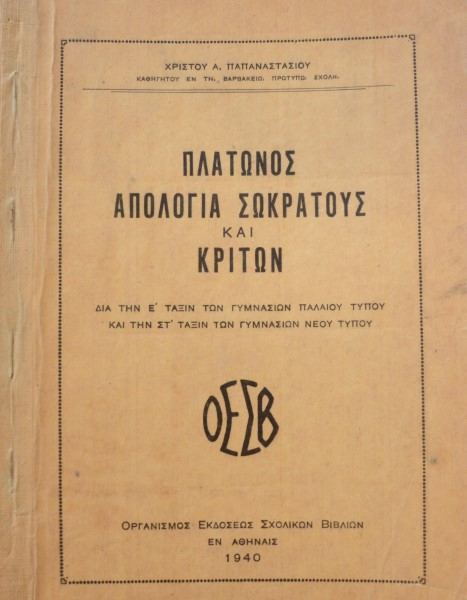 ΧΡΙΣΤΟΥ Α. ΠΑΠΑΝΑΣΤΑΣΙΟΥ
ΚΑΘΗΓΗΤΟΥ ΕΝ ΤΗ, ΒΑΡΒΑΚΕΙΩ, ΠΡΟΤΥΠΩ, ΣΧΟΛΗ,
ΠΛΑΤΩΝΟΣ
ΑΠΟΛΟΓΙΑ ΣΩΚΡΑΤΟΥΣ
ΚΑΙ
ΚΡΙΤΩΝ
ΔΙΑ ΤΗΝ Ε΄ ΤΑΞΙΝ ΤΩΝ ΓΥΜΝΑΣΙΩΝ ΠΑΛΑΙΟΥ ΤΥΠΟΥ
ΚΑΙ ΤΗΝ ΣΤ΄ ΤΑΞΙΝ ΤΩΝ ΓΥΜΝΑΣΙΩΝ ΝΕΟΥ ΤΥΠΟΥ
ΟΕΣΒ
ΟΡΓΑΝΙΣΜΟΣ ΕΚΔΟΣΕΩΣ ΣΧΟΛΙΚΩΝ ΒΙΒΛΙΩΝ
ΕΝ ΑΘΗΝΑΙΣ
1940